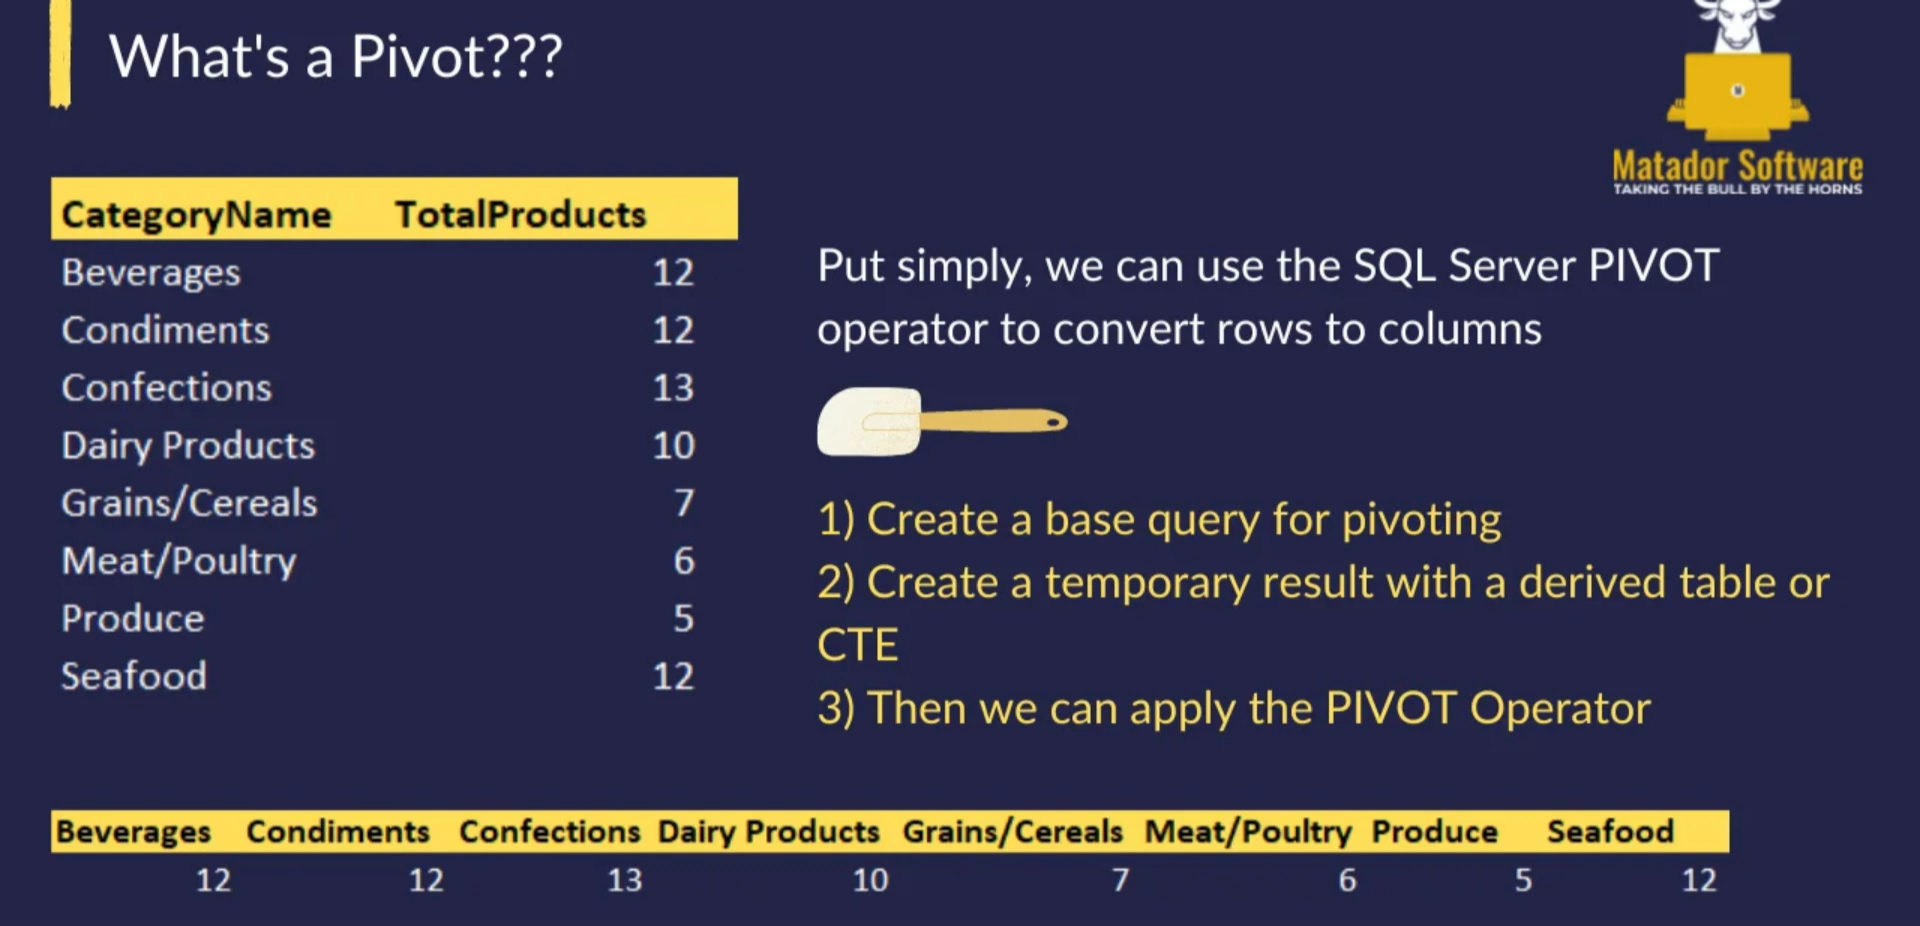 What's a Pivot???
Matador Software
TAKING THE BULL BY THE HORNS
CategoryName TotalProducts
Beverages 12
Condiments 12
Confections 13
Dairy Products 10
Grains/Cereals 7
Meat/Poultry 6
Produce 5
Seafood 12
Put simply, we can use the SQL Server PIVOT
operator to convert rows to columns
1) Create a base query for pivoting
2) Create a temporary result with a derived table or
CTE
3) Then we can apply the PIVOT Operator
Beverages Condiments Confections Dairy Products Grains/Cereals Meat/Poultry Produce Seafood
12 12 13 10 7 6 5 12